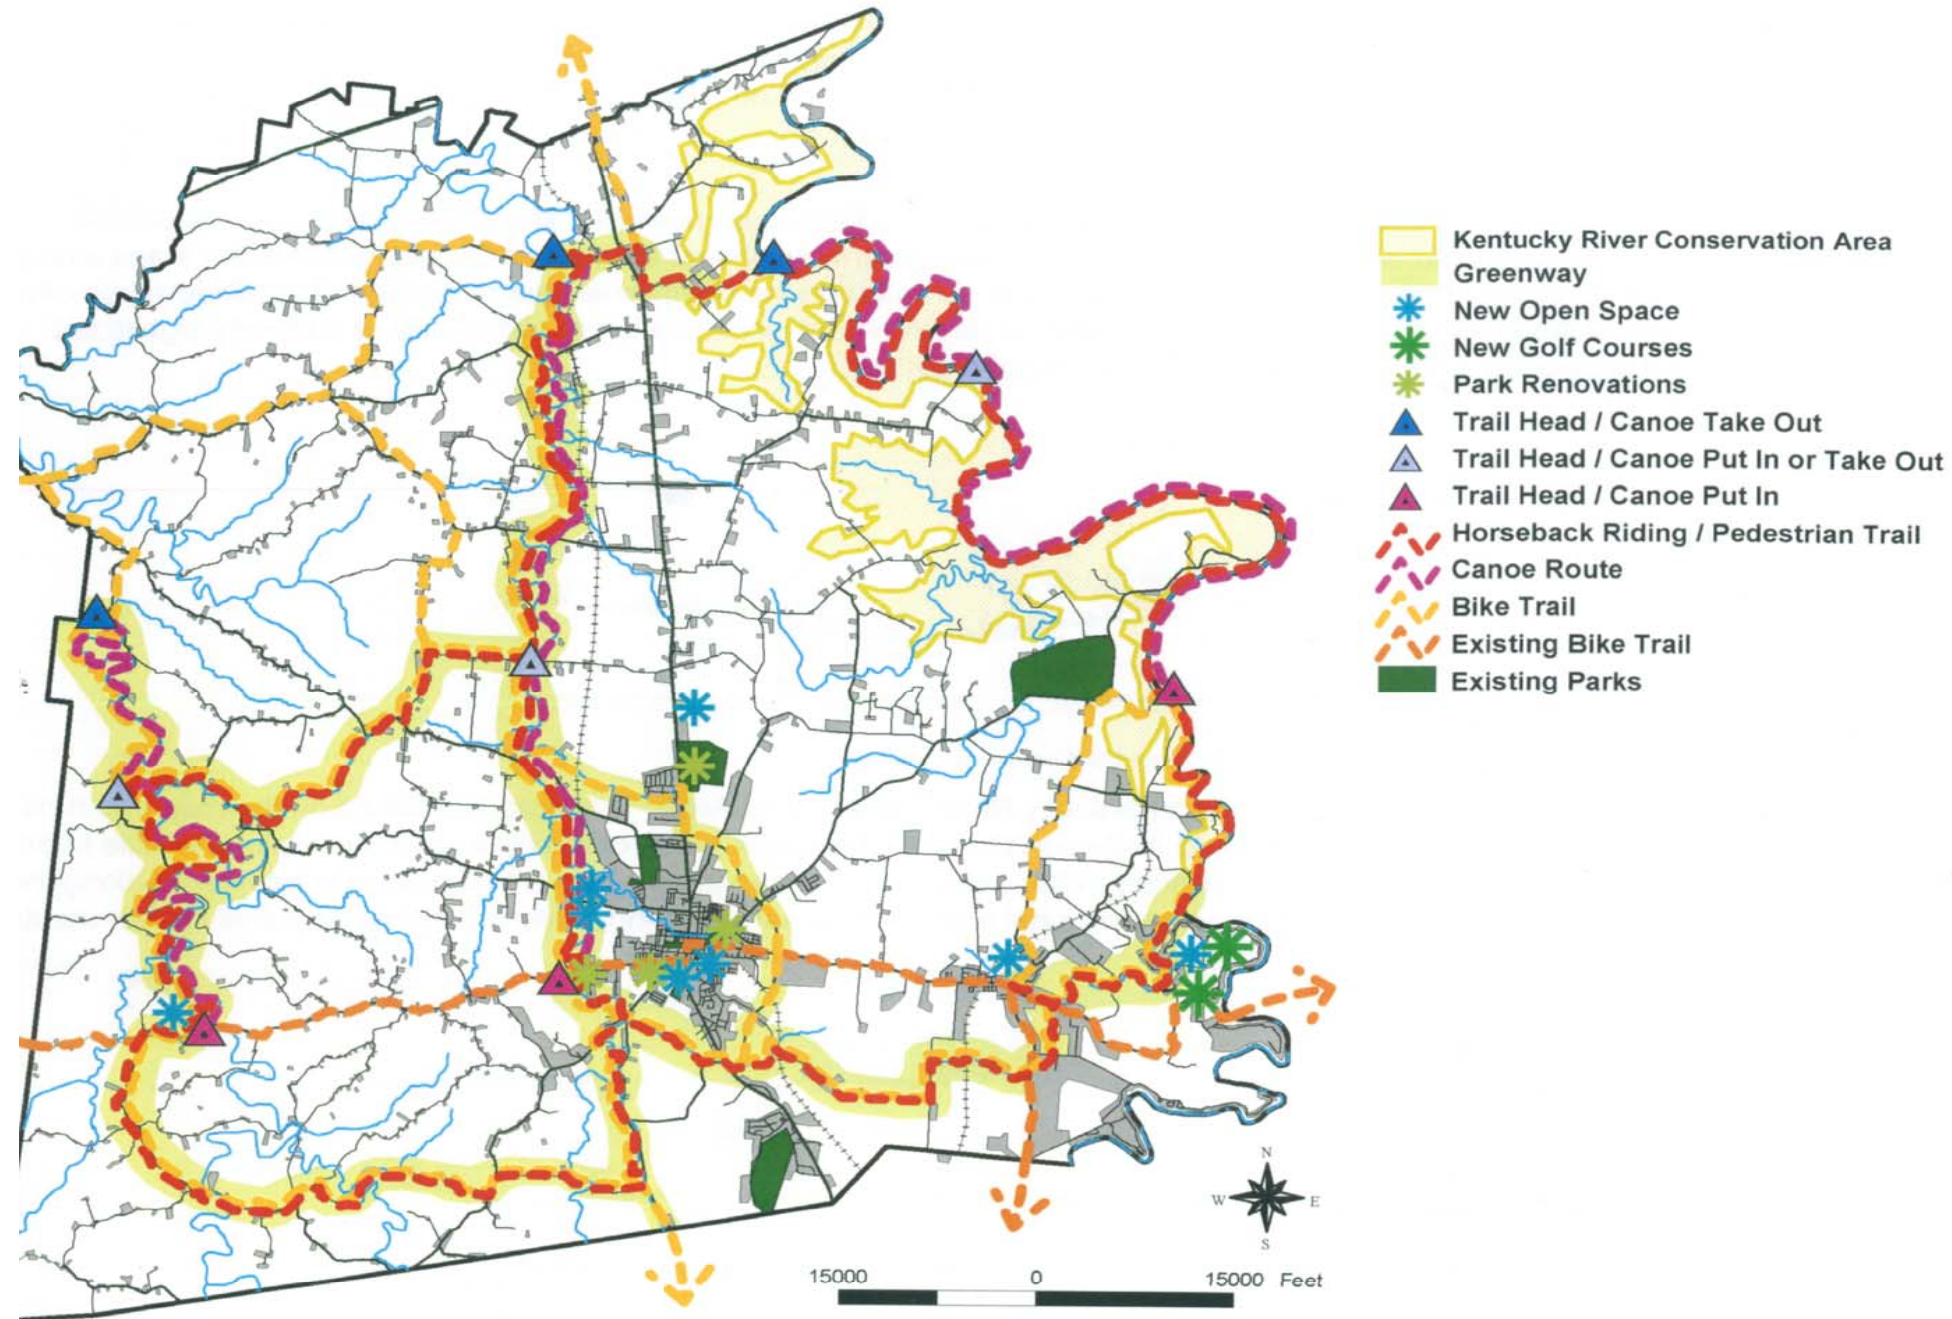 Kentucky River Conservation Area
Greenway
New Open Space
New Golf Courses
Park Renovations
Trail Head / Canoe Take Out
Trail Head / Canoe Put In or Take Out
Trail Head / Canoe Put In
Horseback Riding / Pedestrian Trail
Canoe Route
Bike Trail
Existing Bike Trail
Existing Parks
N
W E
S
15000 0 15000 Feet